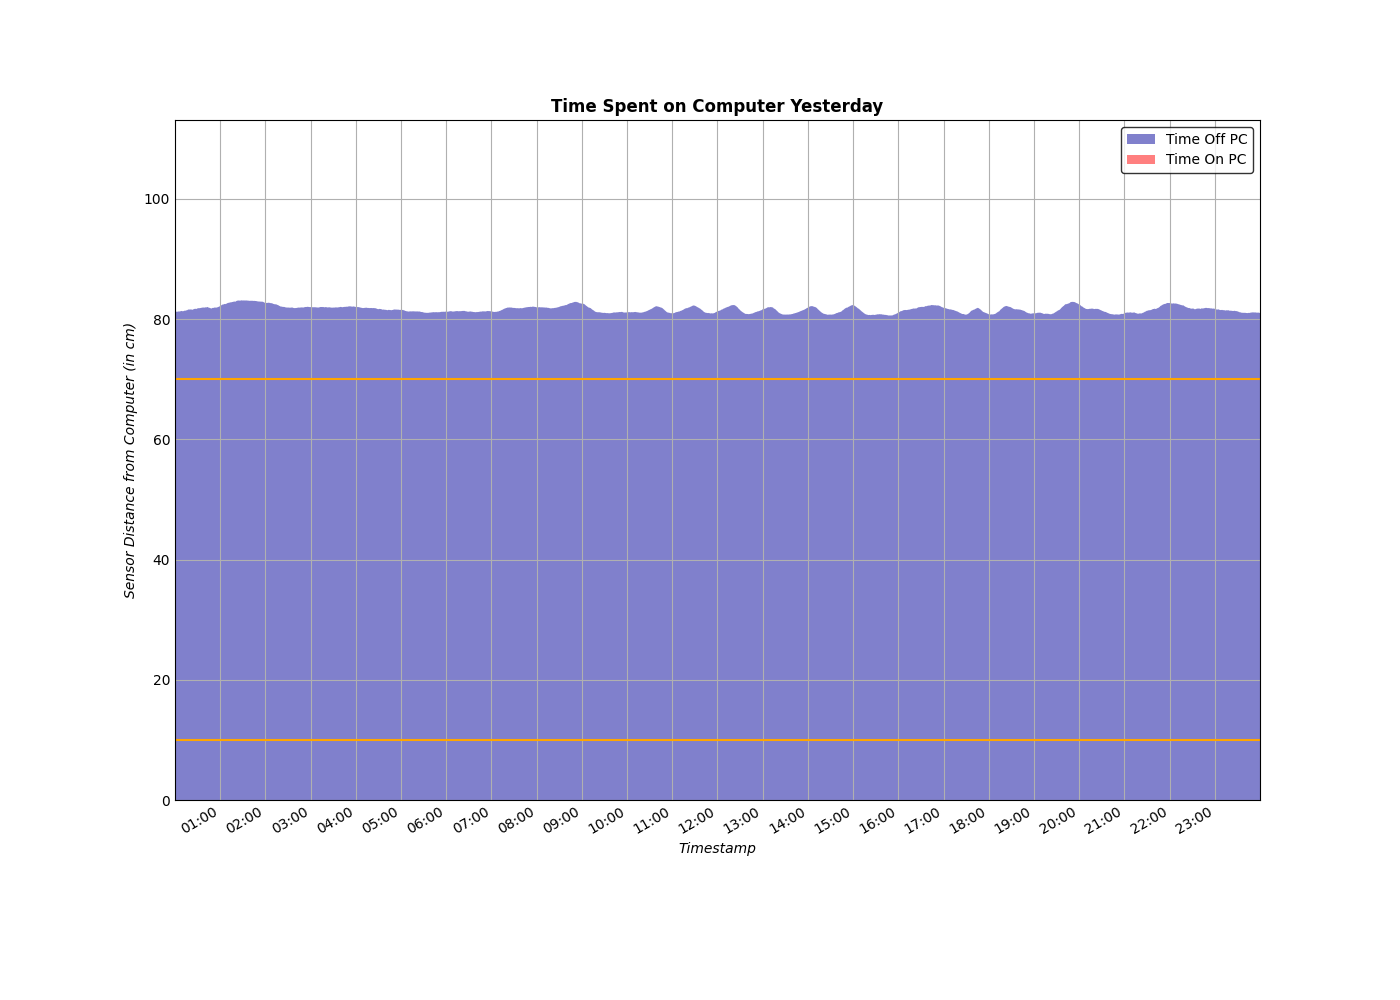 Time Spent on Computer Yesterday
Time Off PC
Time On PC
Sensor Distance from Computer (in cm)
100
80
60
40
20
0
01:00 02:00 03:00 04:00 05:00 06:00 07:00 08:00 09:00 10:00 11:00 12:00 13:00 14:00 15:00 16:00 17:00 18:00 19:00 20:00 21:00 22:00 23:00
Timestamp